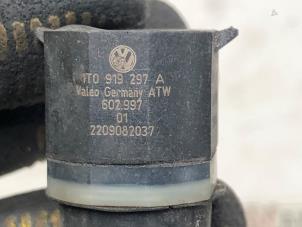 1T0 919 297 A
Valeo Germany ATW
602.997
01
2209082037